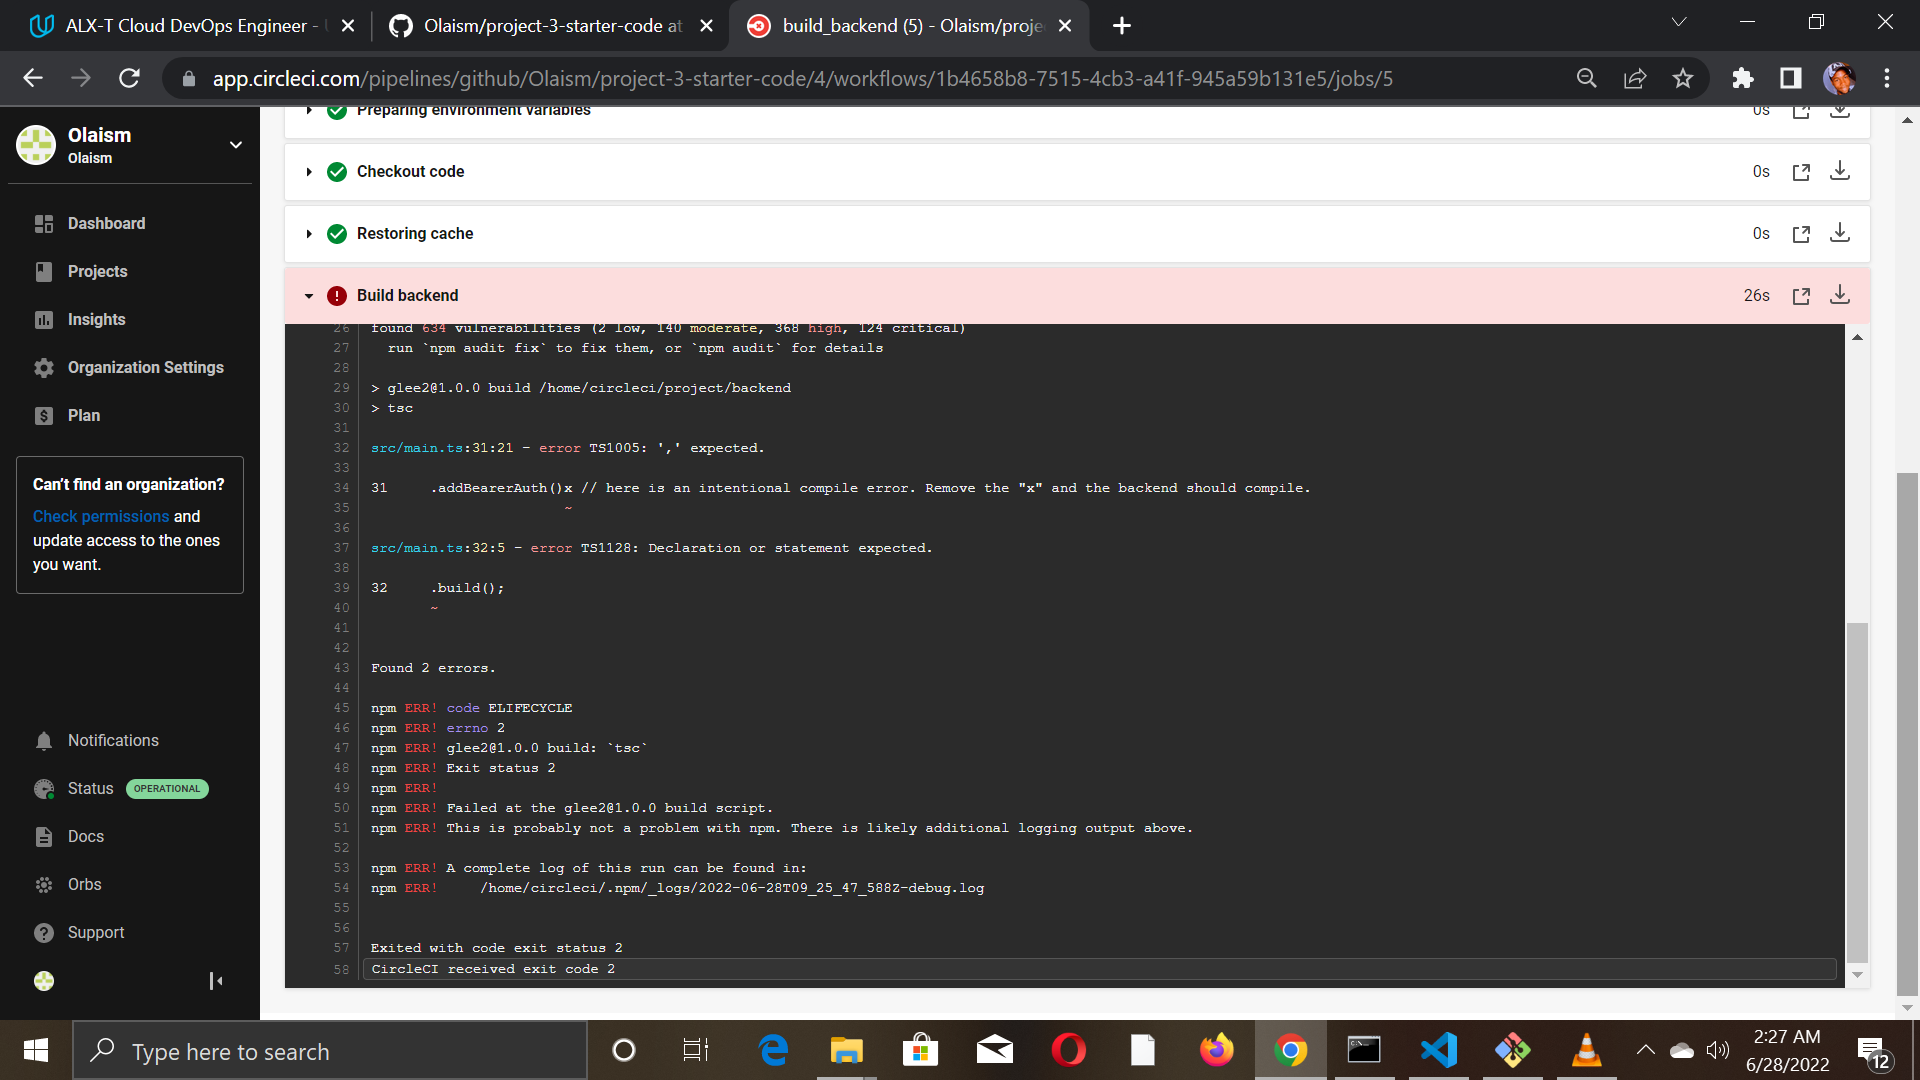 ALX-T Cloud DevOps Engineer -
Olaism/project-3-starter-code at
build_backend (5) - Olaism/proje
app.circleci.com/pipelines/github/Olaism/project-3-starter-code/4/workflows/1b4658b8-7515-4cb3-a41f-945a59b131e5/jobs/5
Olaism
Olaism
Dashboard
Projects
Insights
Organization Settings
Plan
Can't find an organization?
Check permissions and
update access to the ones
you want.
Notifications
Status OPERATIONAL
Docs
Orbs
Support
Preparing environment variables 0s
Checkout code 0s
Restoring cache 0s
Build backend 26s
26 found 634 vulnerabilities (2 low, 140 moderate, 368 high, 124 critical)
27 run `npm audit fix` to fix them, or `npm audit` for details
28
29 > glee2@1.0.0 build /home/circleci/project/backend
30 > tsc
31
32 src/main.ts:31:21 - error TS1005: ',' expected.
33
34 31 .addBearerAuth()x // here is an intentional compile error. Remove the "x" and the backend should compile.
35 ~
36
37 src/main.ts:32:5 - error TS1128: Declaration or statement expected.
38
39 32 .build();
40 ~
41
42
43 Found 2 errors.
44
45 npm ERR! code ELIFECYCLE
46 npm ERR! errno 2
47 npm ERR! glee2@1.0.0 build: `tsc`
48 npm ERR! Exit status 2
49 npm ERR!
50 npm ERR! Failed at the glee2@1.0.0 build script.
51 npm ERR! This is probably not a problem with npm. There is likely additional logging output above.
52
53 npm ERR! A complete log of this run can be found in:
54 npm ERR! /home/circleci/.npm/_logs/2022-06-28T09_25_47_588Z-debug.log
55
56
57 Exited with code exit status 2
58 CircleCI received exit code 2
Type here to search
2:27 AM
6/28/2022
12